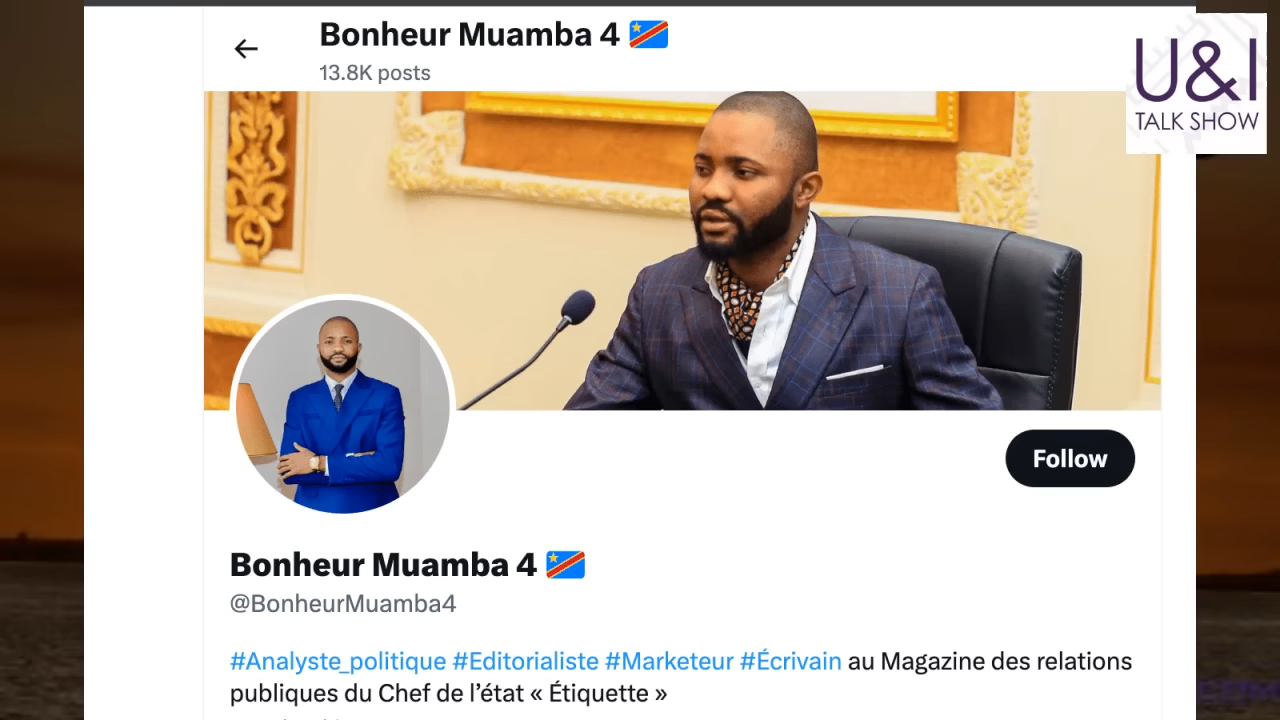 Bonheur Muamba 4
13.8K posts
U&I
TALK SHOW
Follow
Bonheur Muamba 4
@BonheurMuamba4
#Analyste_politique #Editorialiste #Marketeur #Écrivain au Magazine des relations
publiques du Chef de l’état « Étiquette »